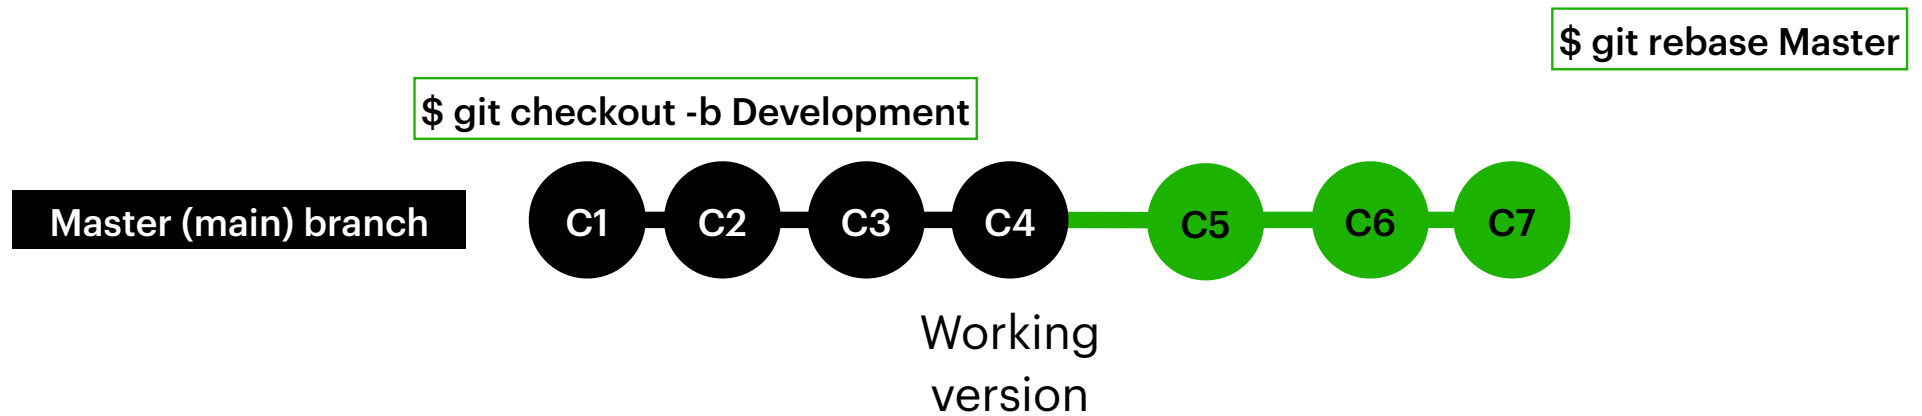 $ git rebase Master
$ git checkout -b Development
Master (main) branch
C1 C2 C3 C4 C5 C6 C7
Working
version